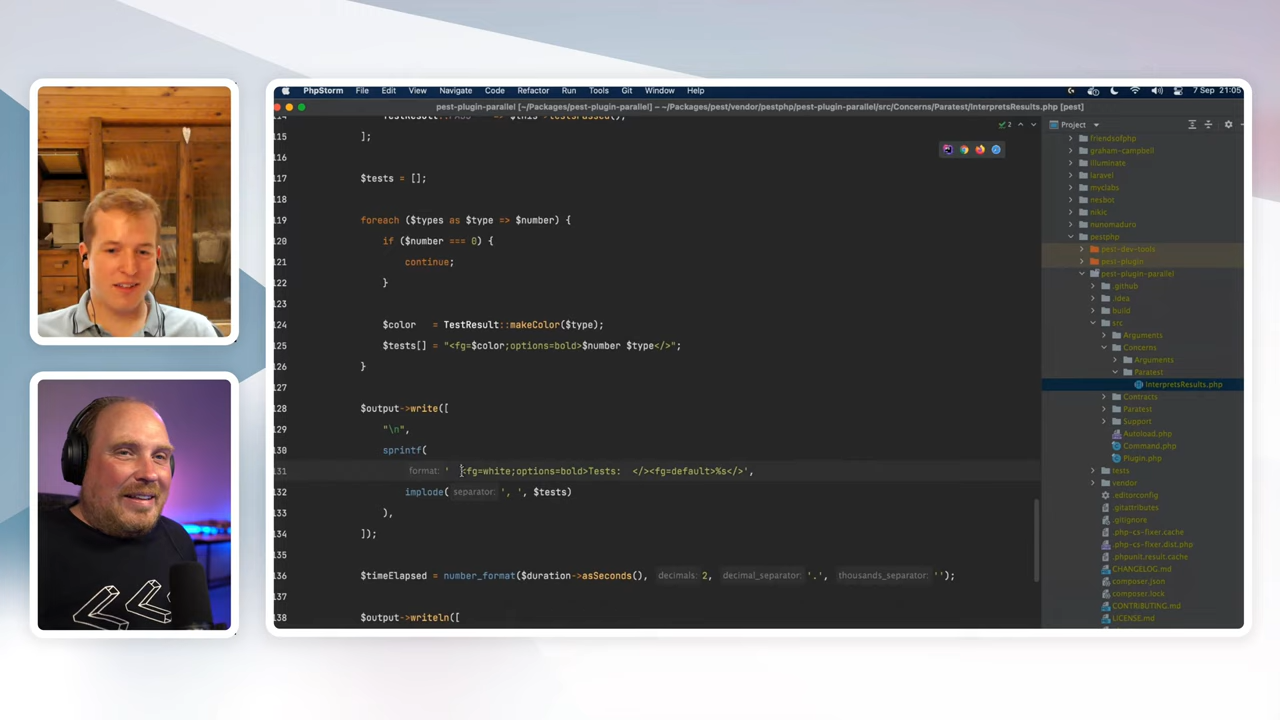 PhpStorm File Edit View Navigate Code Refactor Run Tools Git Window Help 7 Sep 21:05
pest-plugin-parallel [~/Packages/pest-plugin-parallel] – ~/Packages/pest/vendor/pestphp/pest-plugin-parallel/src/Concerns/Paratest/InterpretsResults.php [pest]
114 TestResult::PASS => $this->testsPassed(),
115 ];
116
117 $tests = [];
118
119 foreach ($types as $type => $number) {
120 if ($number === 0) {
121 continue;
122 }
123
124 $color = TestResult::makeColor($type);
125 $tests[] = "<fg=$color;options=bold>$number $type</>";
126 }
127
128 $output->write([
129 "\n",
130 sprintf(
131 format: ' <fg=white;options=bold>Tests: </><fg=default>%s</>',
132 implode( separator: ', ', $tests)
133 ),
134 ]);
135
136 $timeElapsed = number_format($duration->asSeconds(), decimals: 2, decimal_separator: '.', thousands_separator: '');
137
138 $output->writeln([
2
Project
friendsofphp
graham-campbell
illuminate
laravel
myclabs
nesbot
nikic
nunomaduro
pestphp
pest-dev-tools
pest-plugin
pest-plugin-parallel
.github
.idea
build
src
Arguments
Concerns
Arguments
Paratest
InterpretsResults.php
Contracts
Paratest
Support
Autoload.php
Command.php
Plugin.php
tests
vendor
.editorconfig
.gitattributes
.gitignore
.php-cs-fixer.cache
.php-cs-fixer.dist.php
.phpunit.result.cache
CHANGELOG.md
composer.json
composer.lock
CONTRIBUTING.md
LICENSE.md